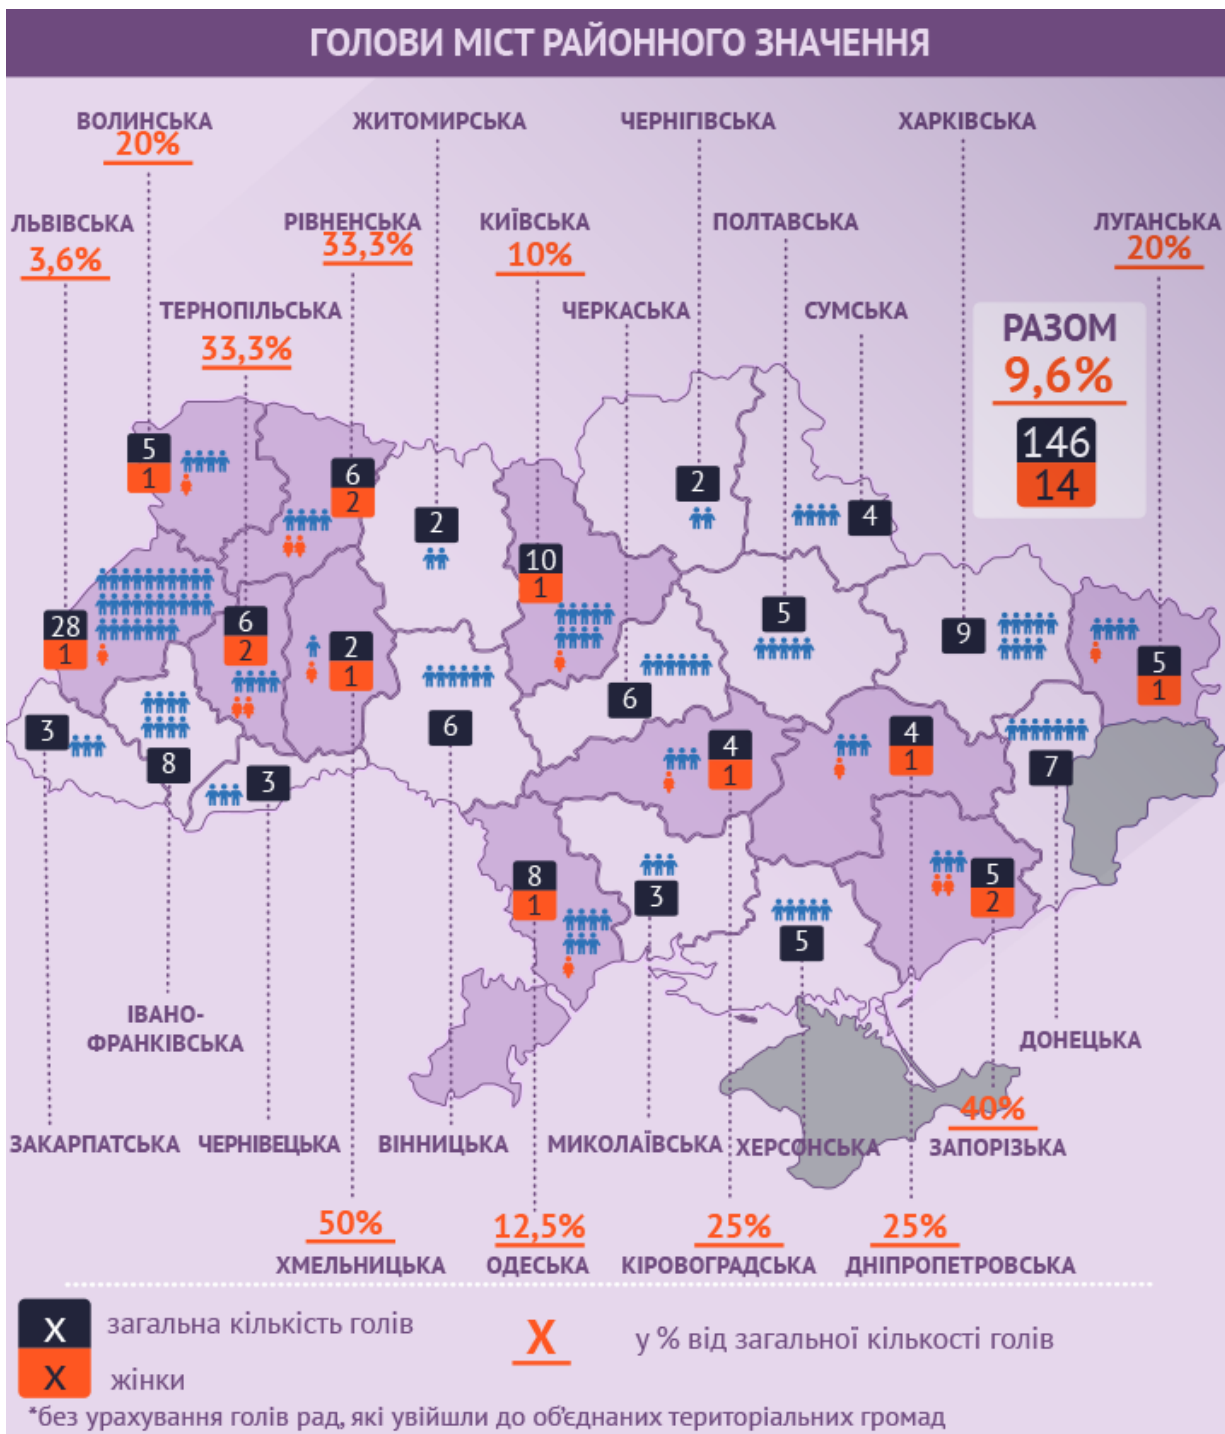 ГОЛОВИ МІСТ РАЙОННОГО ЗНАЧЕННЯ
ВОЛИНСЬКА
20%
ЖИТОМИРСЬКА
ЧЕРНІГІВСЬКА
ХАРКІВСЬКА
ЛЬВІВСЬКА
3,6%
РІВНЕНСЬКА
33,3%
КИЇВСЬКА
10%
ПОЛТАВСЬКА
ЛУГАНСЬКА
20%
ТЕРНОПІЛЬСЬКА
33,3%
ЧЕРКАСЬКА
СУМСЬКА
РАЗОМ
9,6%
146
14
5
1
6
2
2
10
1
2
4
28
1
6
2
2
1
5
9
5
1
3
8
3
6
6
4
1
4
1
7
8
1
3
5
5
2
ІВАНО-
ФРАНКІВСЬКА
ДОНЕЦЬКА
40%
ЗАКАРПАТСЬКА
ЧЕРНІВЕЦЬКА
ВІННИЦЬКА
МИКОЛАЇВСЬКА
ХЕРСОНСЬКА
ЗАПОРІЗЬКА
50%
ХМЕЛЬНИЦЬКА
12,5%
ОДЕСЬКА
25%
КІРОВОГРАДСЬКА
25%
ДНІПРОПЕТРОВСЬКА
X
загальна кількість голів
X
жінки
X
у % від загальної кількості голів
*без урахування голів рад, які увійшли до об'єднаних територіальних громад